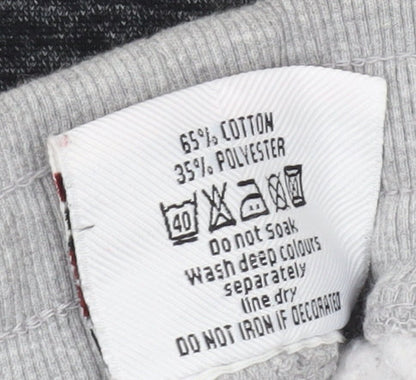 65% COTTON
35% POLYESTER
40
Do not Soak
Wash deep colours
separately
line dry
DO NOT IRON IF DECORATED